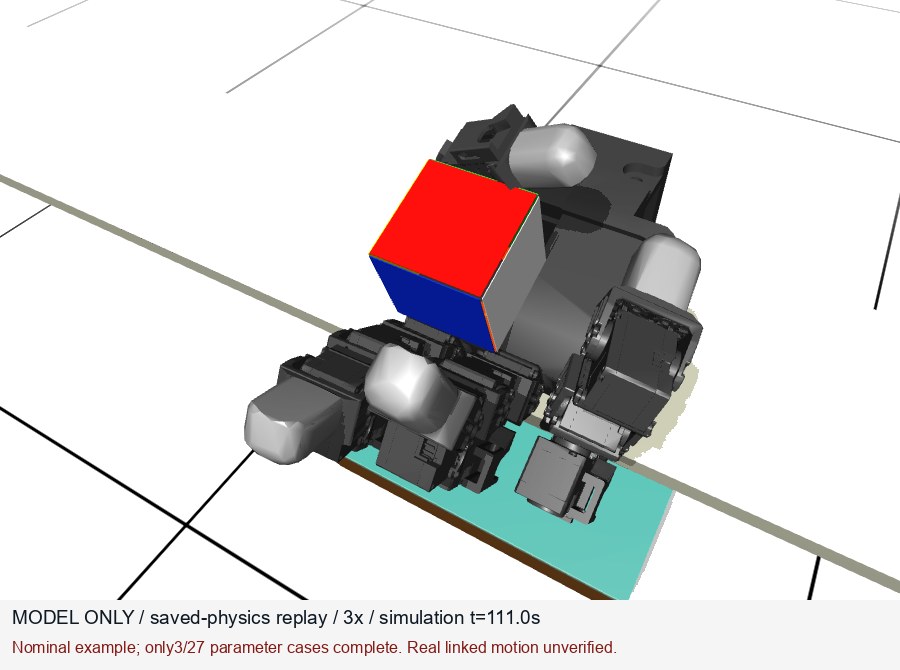 MODEL ONLY / saved-physics replay / 3x / simulation t=111.0s
Nominal example; only3/27 parameter cases complete. Real linked motion unverified.